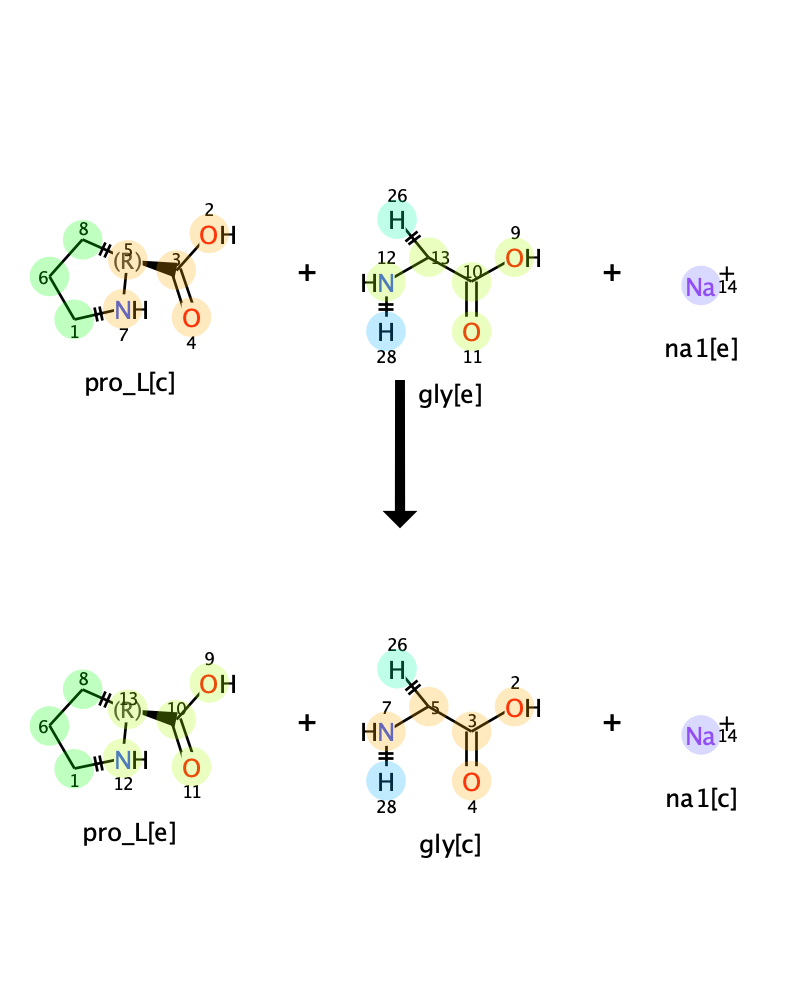 26 2
8 5 H 9
(R) 3 OH 12 13 10 OH
6 + HN + Na +
NH O H O 14
1 7 4 28 11
pro_L[c] gly[e] na1[e]
26 9
8 13 H 2
(R) 10 OH 7 5 3 OH
6 + HN + Na +
NH O H O 14
1 12 11 28 4
pro_L[e] gly[c] na1[c]